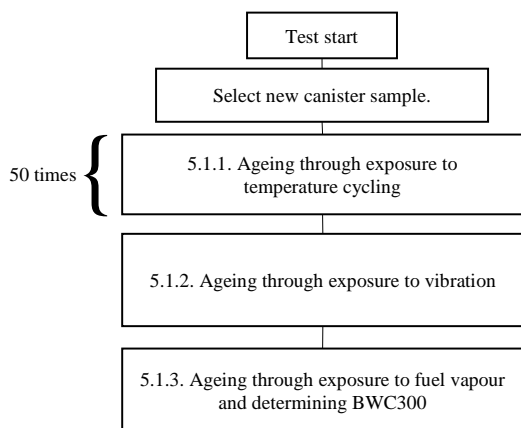 Test start
Select new canister sample.
50 times
5.1.1. Ageing through exposure to
temperature cycling
5.1.2. Ageing through exposure to vibration
5.1.3. Ageing through exposure to fuel vapour
and determining BWC300